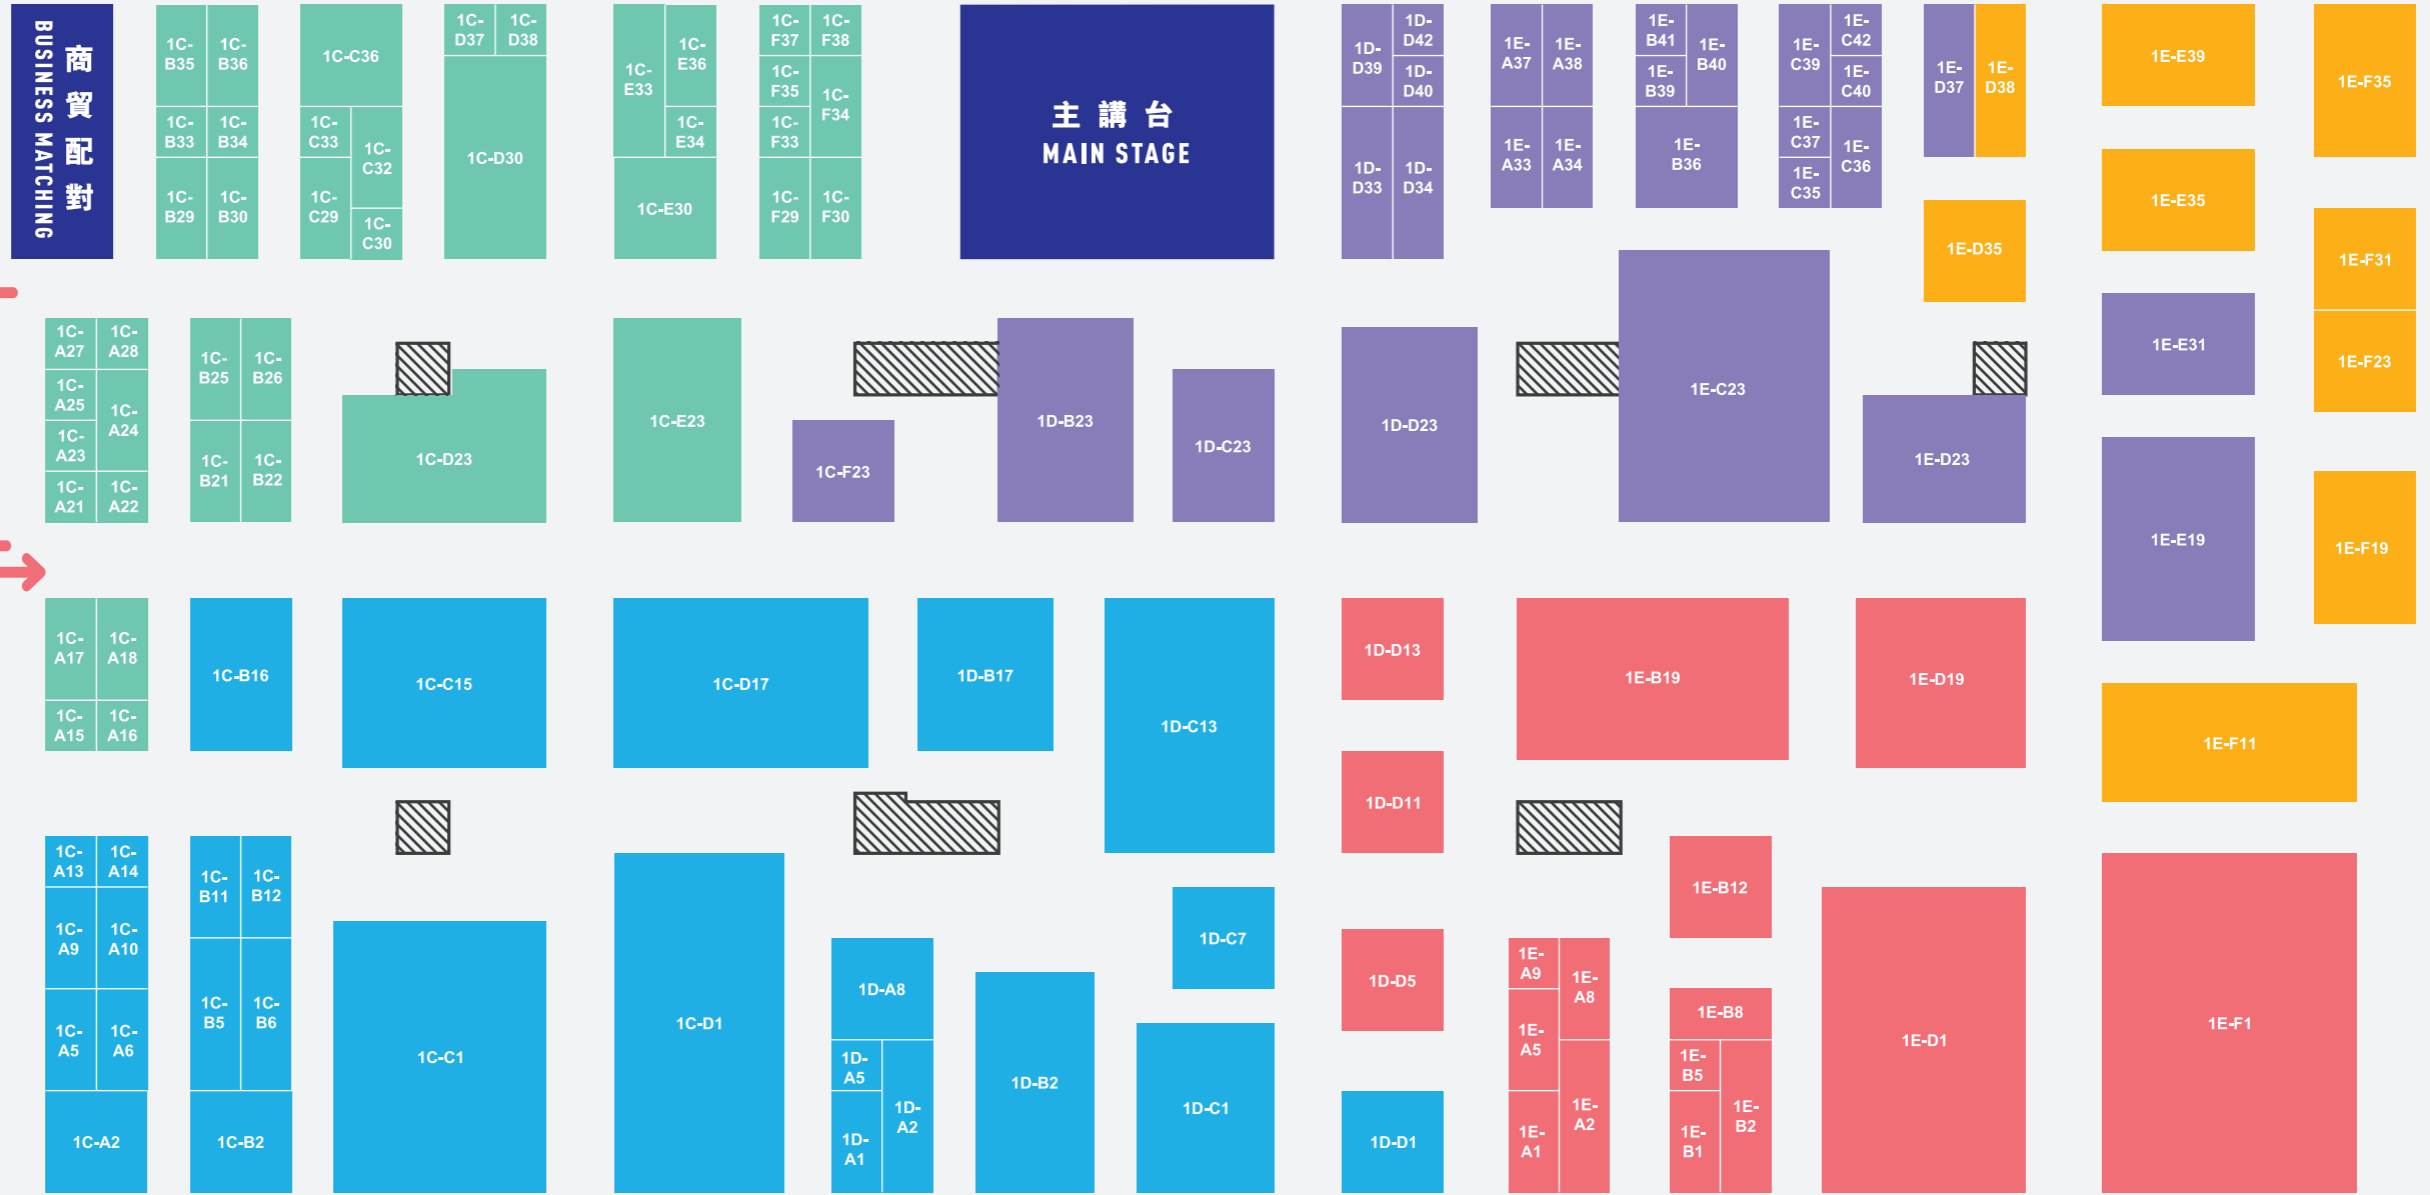 商貿配對
BUSINESS MATCHING
1C-B35
1C-B36
1C-B33
1C-B34
1C-B29
1C-B30
1C-C36
1C-C33
1C-C32
1C-C29
1C-C30
1C-D37
1C-D38
1C-D30
1C-E33
1C-E36
1C-E34
1C-E30
1C-F37
1C-F38
1C-F35
1C-F34
1C-F33
1C-F29
1C-F30
主講台
MAIN STAGE
1D-D39
1D-D42
1D-D40
1D-D33
1D-D34
1E-A37
1E-A38
1E-A33
1E-A34
1E-B41
1E-B40
1E-B39
1E-B36
1E-C39
1E-C42
1E-C40
1E-C37
1E-C36
1E-C35
1E-D37
1E-D38
1E-D35
1E-E39
1E-E35
1E-F35
1E-F31
1E-E31
1E-F23
1C-A27
1C-A28
1C-A25
1C-A24
1C-A23
1C-A21
1C-A22
1C-B25
1C-B26
1C-B21
1C-B22
1C-D23
1C-E23
1C-F23
1D-B23
1D-C23
1D-D23
1E-C23
1E-D23
1E-E19
1E-F19
1C-A17
1C-A18
1C-A15
1C-A16
1C-B16
1C-C15
1C-D17
1D-B17
1D-C13
1D-D13
1D-D11
1E-B19
1E-D19
1E-F11
1C-A13
1C-A14
1C-A9
1C-A10
1C-A5
1C-A6
1C-A2
1C-B11
1C-B12
1C-B5
1C-B6
1C-B2
1C-C1
1C-D1
1D-A8
1D-A5
1D-A2
1D-A1
1D-B2
1D-C7
1D-C1
1D-D5
1D-D1
1E-A9
1E-A8
1E-A5
1E-A2
1E-A1
1E-B12
1E-B8
1E-B5
1E-B2
1E-B1
1E-D1
1E-F1